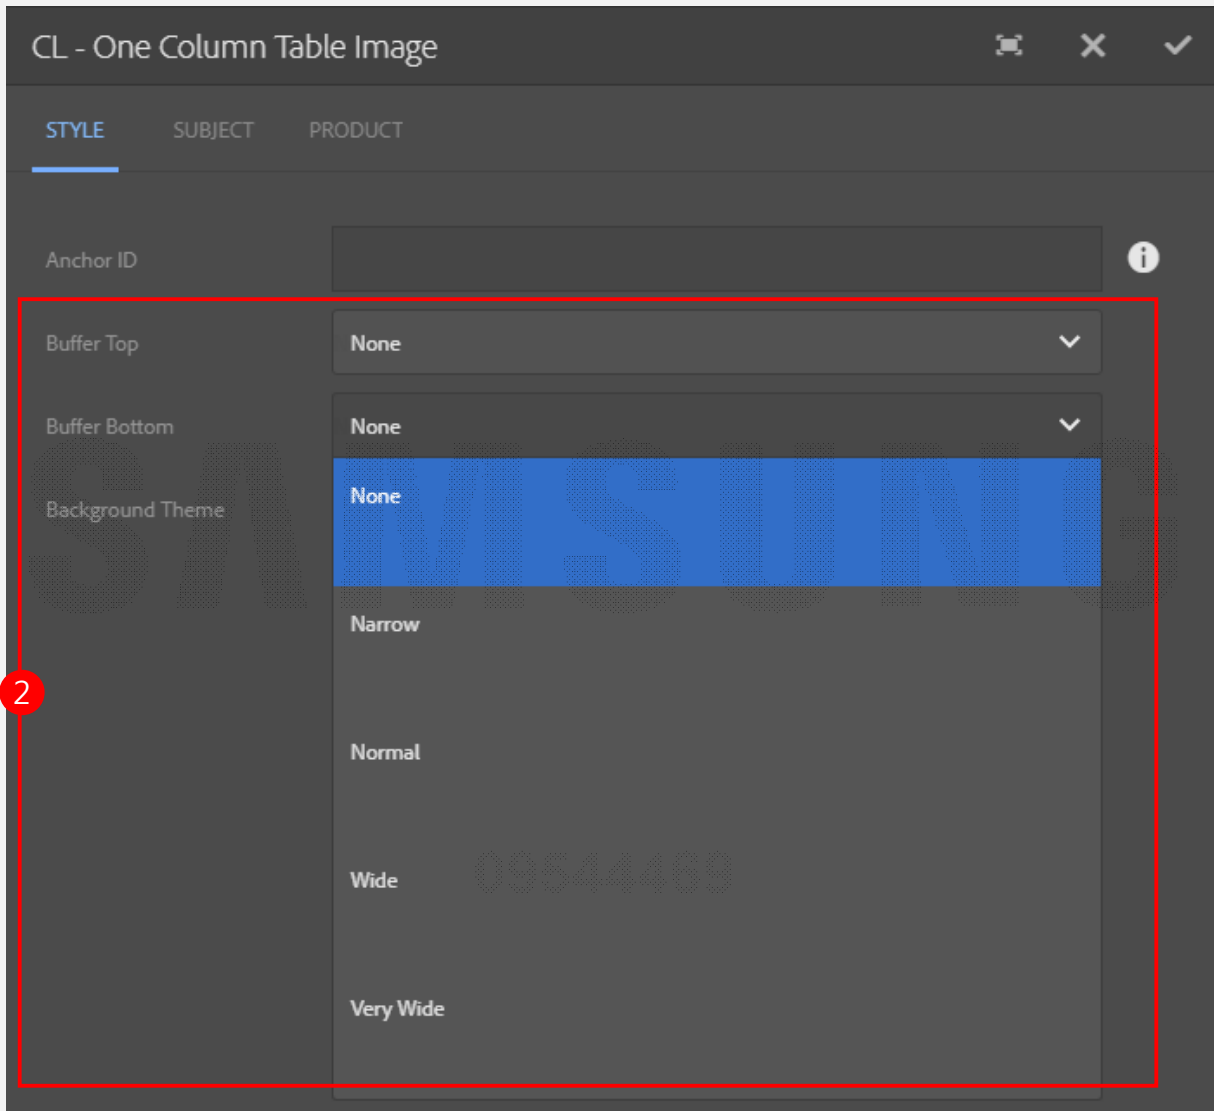 CL - One Column Table Image
STYLE SUBJECT PRODUCT
Anchor ID
Buffer Top None
Buffer Bottom None
None
Background Theme
Narrow
2
Normal
Wide
Very Wide
SAMSUNG
09544469